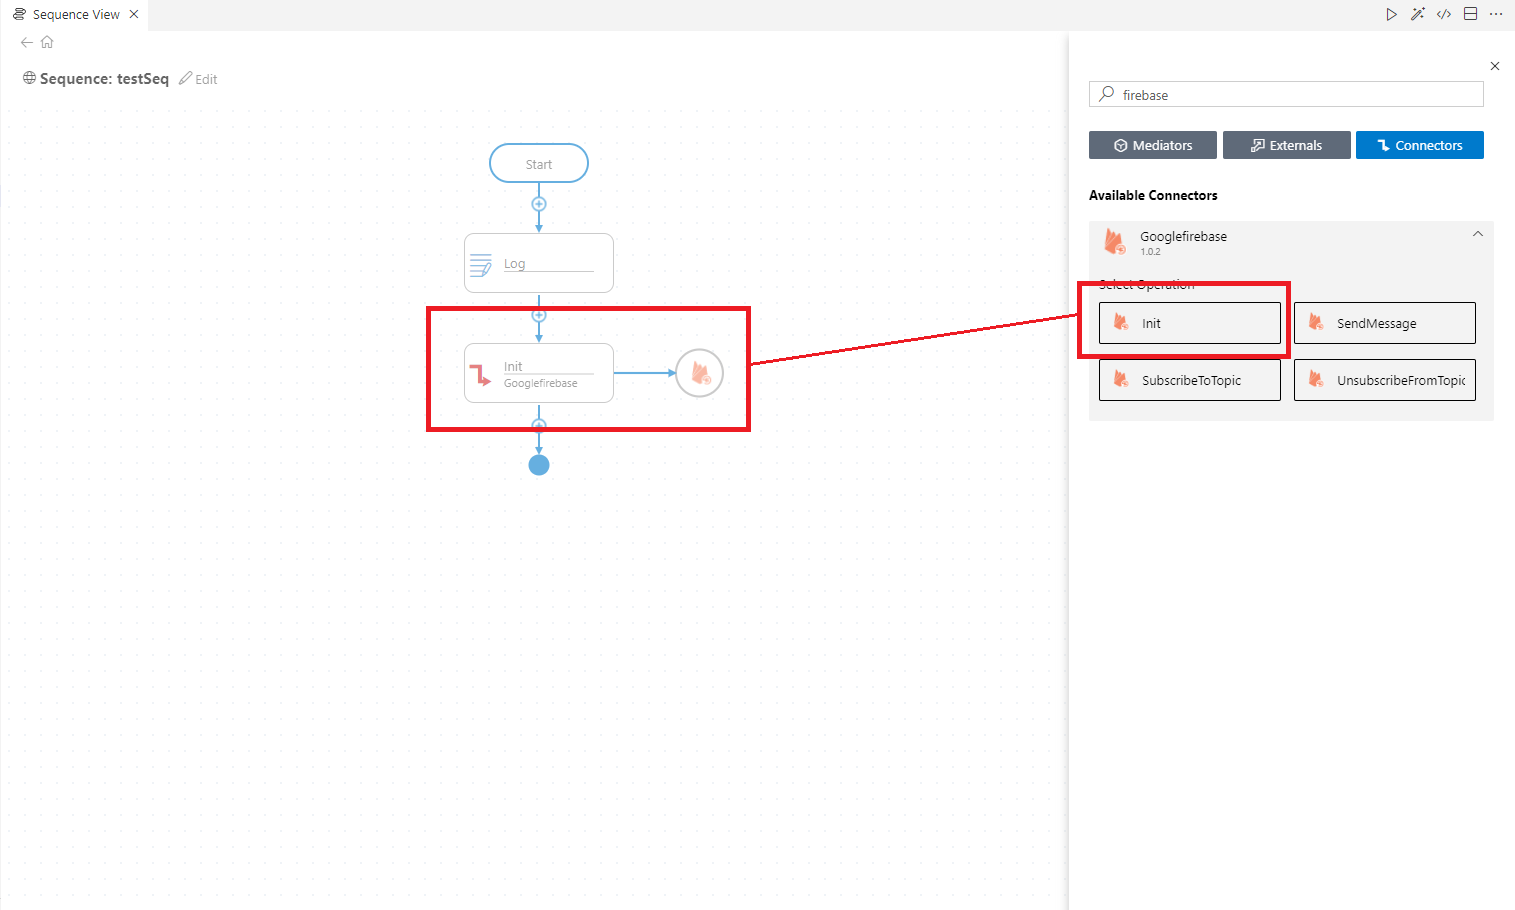 Sequence View
Sequence: testSeq Edit
Start
Log
Init
Googlefirebase
firebase
Mediators Externals Connectors
Available Connectors
Googlefirebase
1.0.2
Select Operation
Init SendMessage
SubscribeToTopic UnsubscribeFromTopic